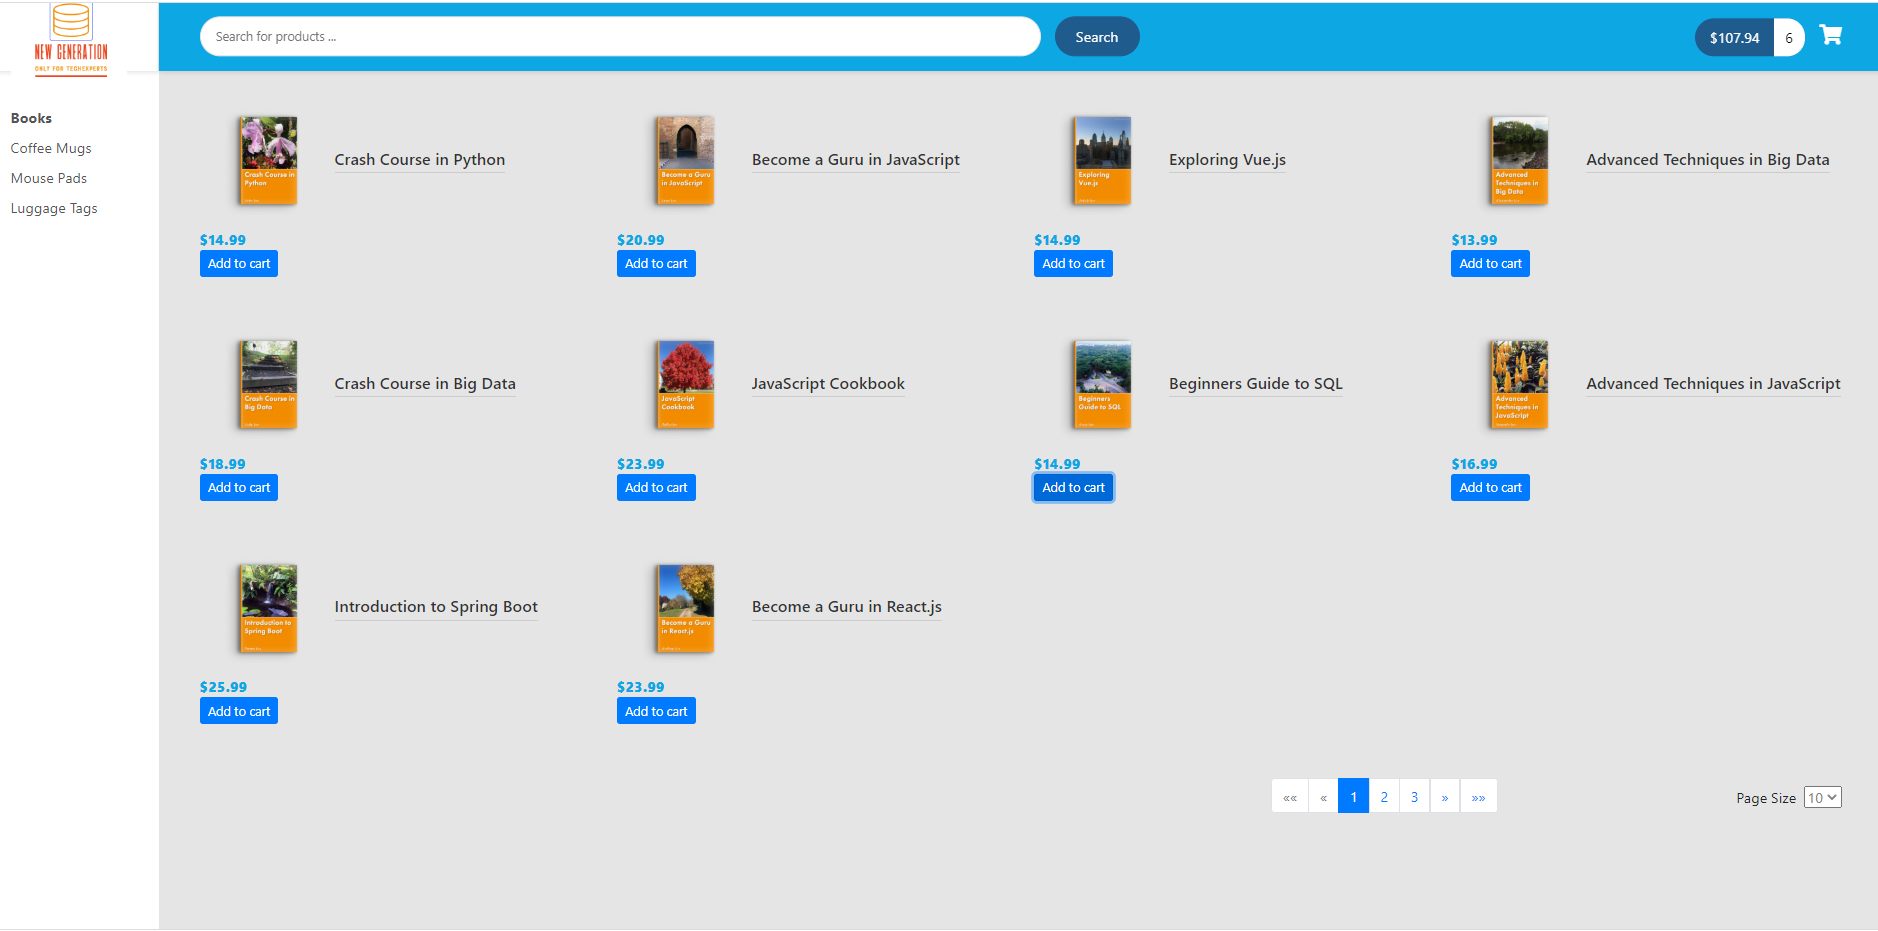 NEW GENERATION
ONLY FOR TECHEXPERTS
Search for products ...
Search
$107.94
6
Books
Coffee Mugs
Mouse Pads
Luggage Tags
Crash Course in
Python
Crash Course in Python
$14.99
Add to cart
Become a Guru
in JavaScript
Become a Guru in JavaScript
$20.99
Add to cart
Exploring
Vue.js
Exploring Vue.js
$14.99
Add to cart
Advanced
Techniques in
Big Data
Advanced Techniques in Big Data
$13.99
Add to cart
Crash Course in
Big Data
Crash Course in Big Data
$18.99
Add to cart
JavaScript
Cookbook
JavaScript Cookbook
$23.99
Add to cart
Beginners
Guide to SQL
Beginners Guide to SQL
$14.99
Add to cart
Advanced
Techniques in
JavaScript
Advanced Techniques in JavaScript
$16.99
Add to cart
Introduction to
Spring Boot
Introduction to Spring Boot
$25.99
Add to cart
Become a Guru
in React.js
Become a Guru in React.js
$23.99
Add to cart
«« « 1 2 3 » »»
Page Size 10